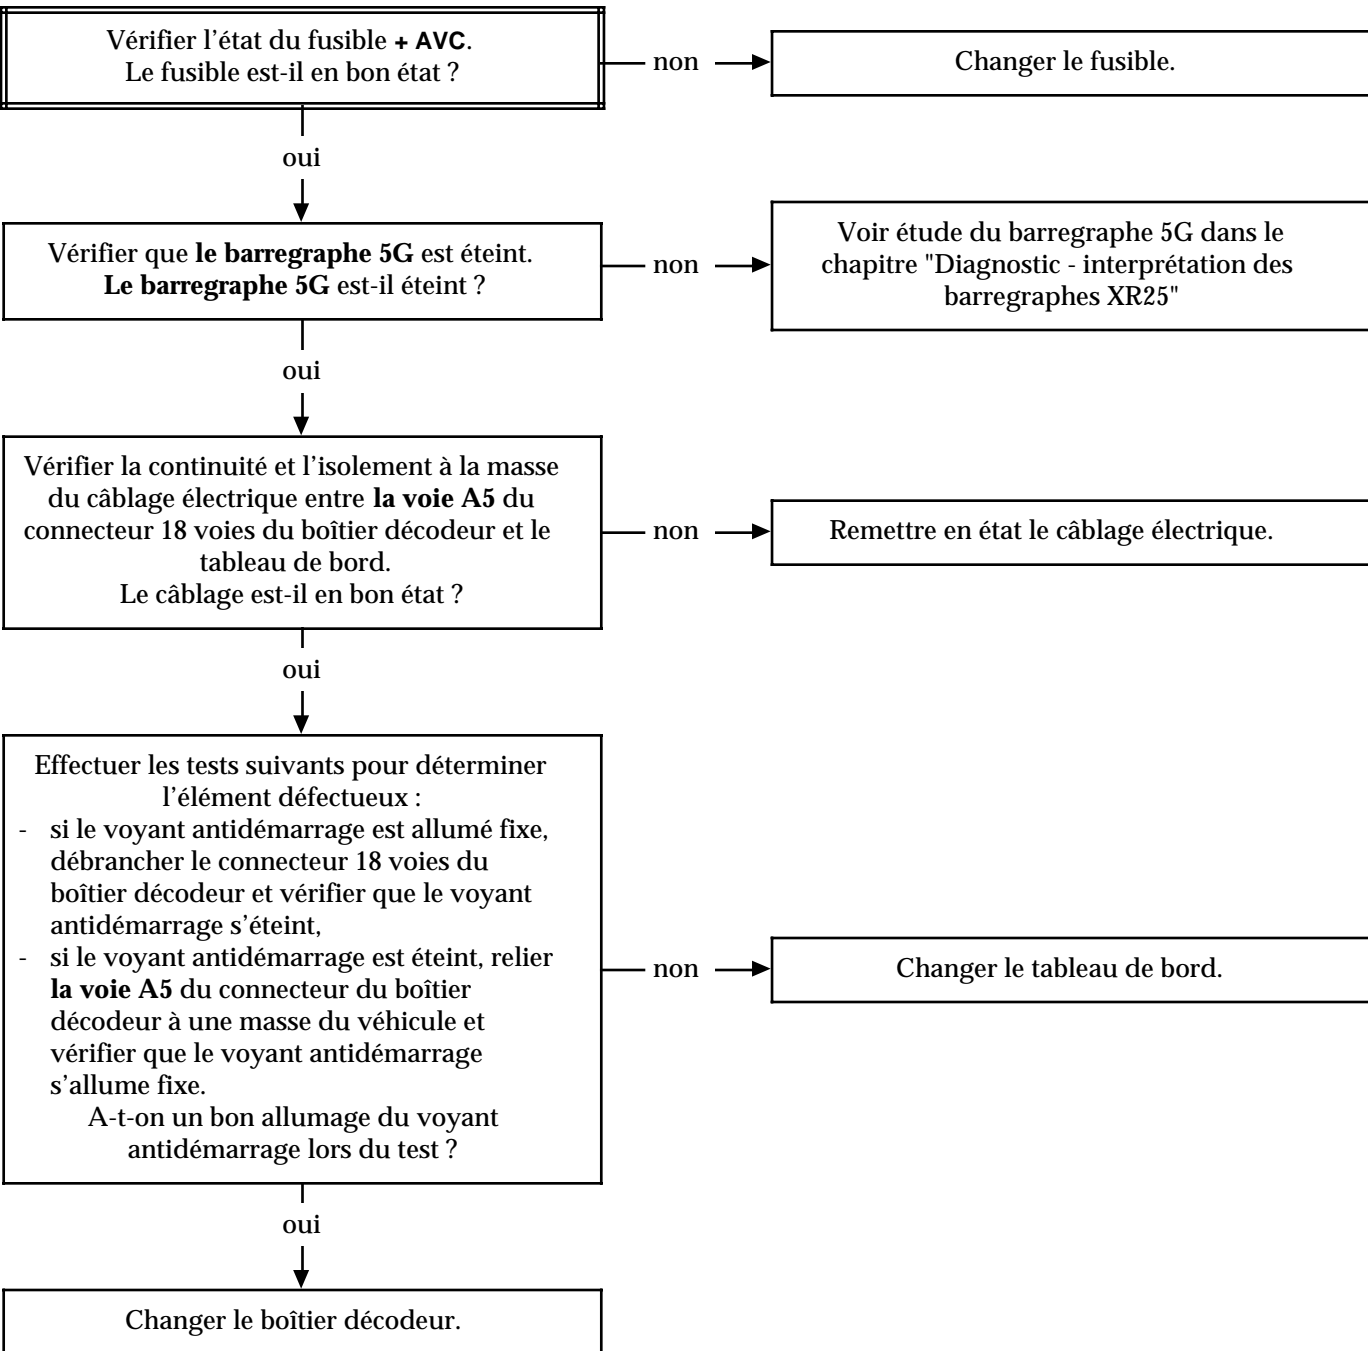 Vérifier l’état du fusible + AVC.
Le fusible est-il en bon état ?
non
Changer le fusible.
oui
Vérifier que le barregraphe 5G est éteint.
Le barregraphe 5G est-il éteint ?
non
Voir étude du barregraphe 5G dans le
chapitre "Diagnostic - interprétation des
barregraphes XR25"
oui
Vérifier la continuité et l'isolement à la masse
du câblage électrique entre la voie A5 du
connecteur 18 voies du boîtier décodeur et le
tableau de bord.
Le câblage est-il en bon état ?
non
Remettre en état le câblage électrique.
oui
Effectuer les tests suivants pour déterminer
l'élément défectueux :
- si le voyant antidémarrage est allumé fixe,
débrancher le connecteur 18 voies du
boîtier décodeur et vérifier que le voyant
antidémarrage s’éteint,
- si le voyant antidémarrage est éteint, relier
la voie A5 du connecteur du boîtier
décodeur à une masse du véhicule et
vérifier que le voyant antidémarrage
s’allume fixe.
A-t-on un bon allumage du voyant
antidémarrage lors du test ?
non
Changer le tableau de bord.
oui
Changer le boîtier décodeur.